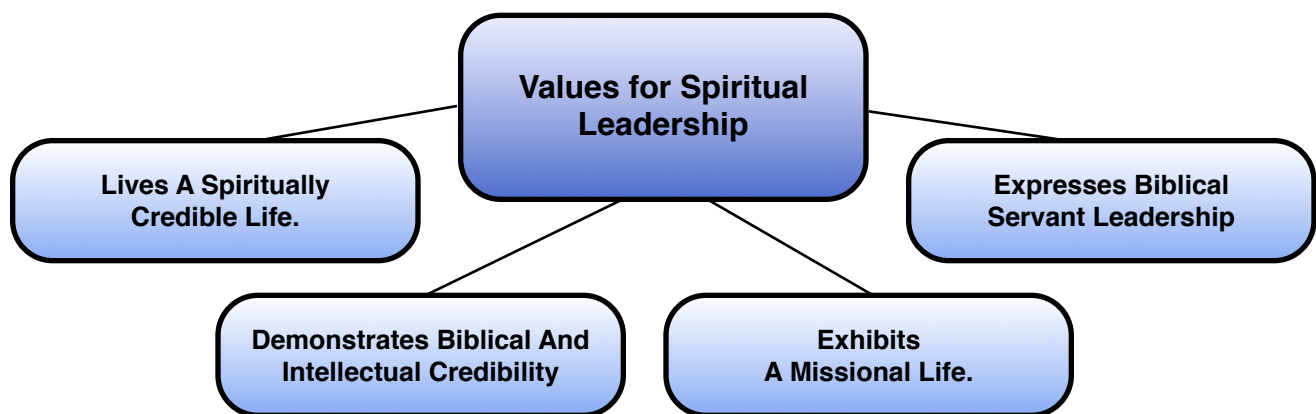 Values for Spiritual
Leadership
Lives A Spiritually
Credible Life.
Expresses Biblical
Servant Leadership
Demonstrates Biblical And
Intellectual Credibility
Exhibits
A Missional Life.